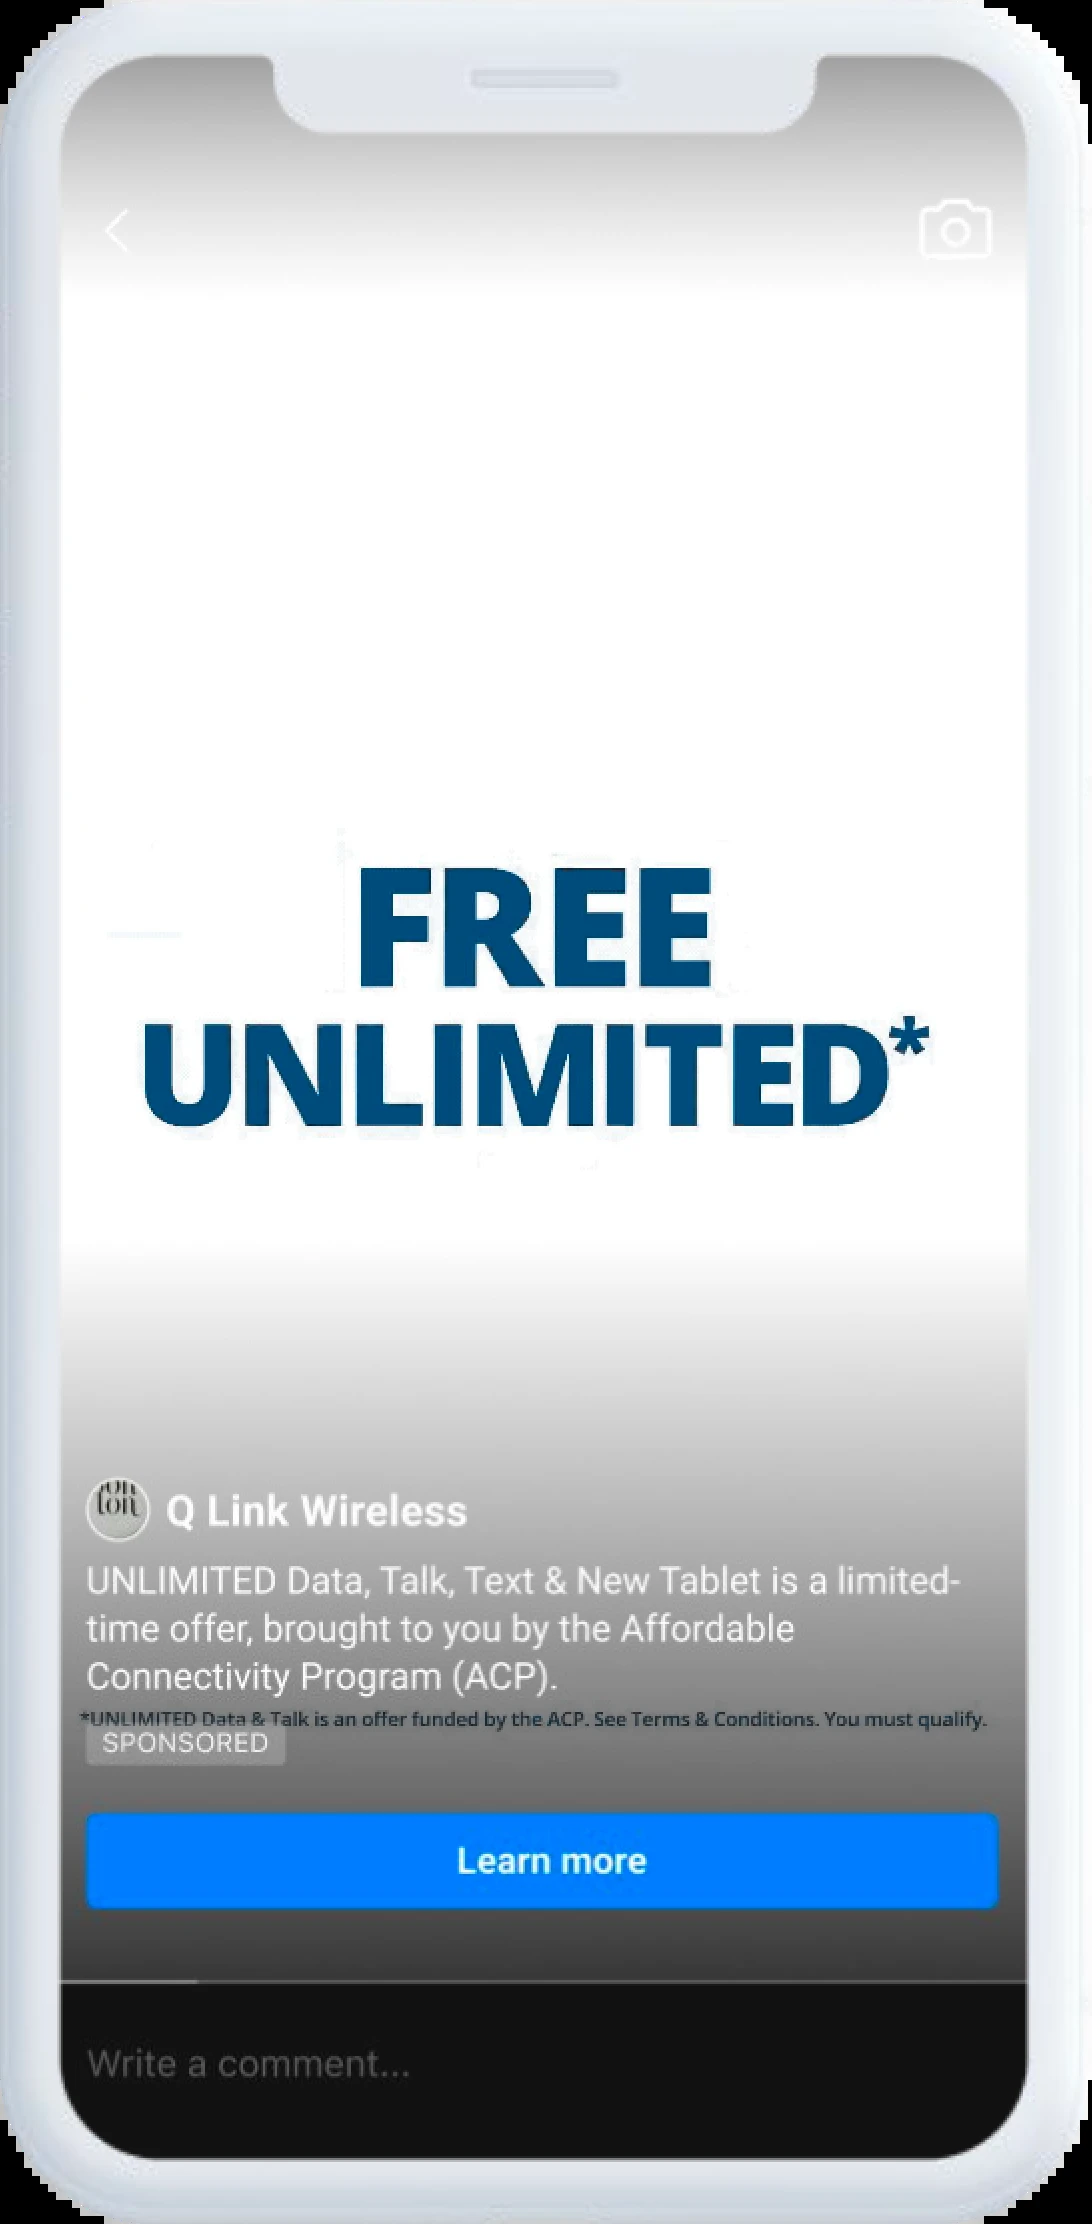 FREE
UNLIMITED*
Q Link Wireless
UNLIMITED Data, Talk, Text & New Tablet is a limited-
time offer, brought to you by the Affordable
Connectivity Program (ACP).
*UNLIMITED Data & Talk is an offer funded by the ACP. See Terms & Conditions. You must qualify.
SPONSORED
Learn more
Write a comment...